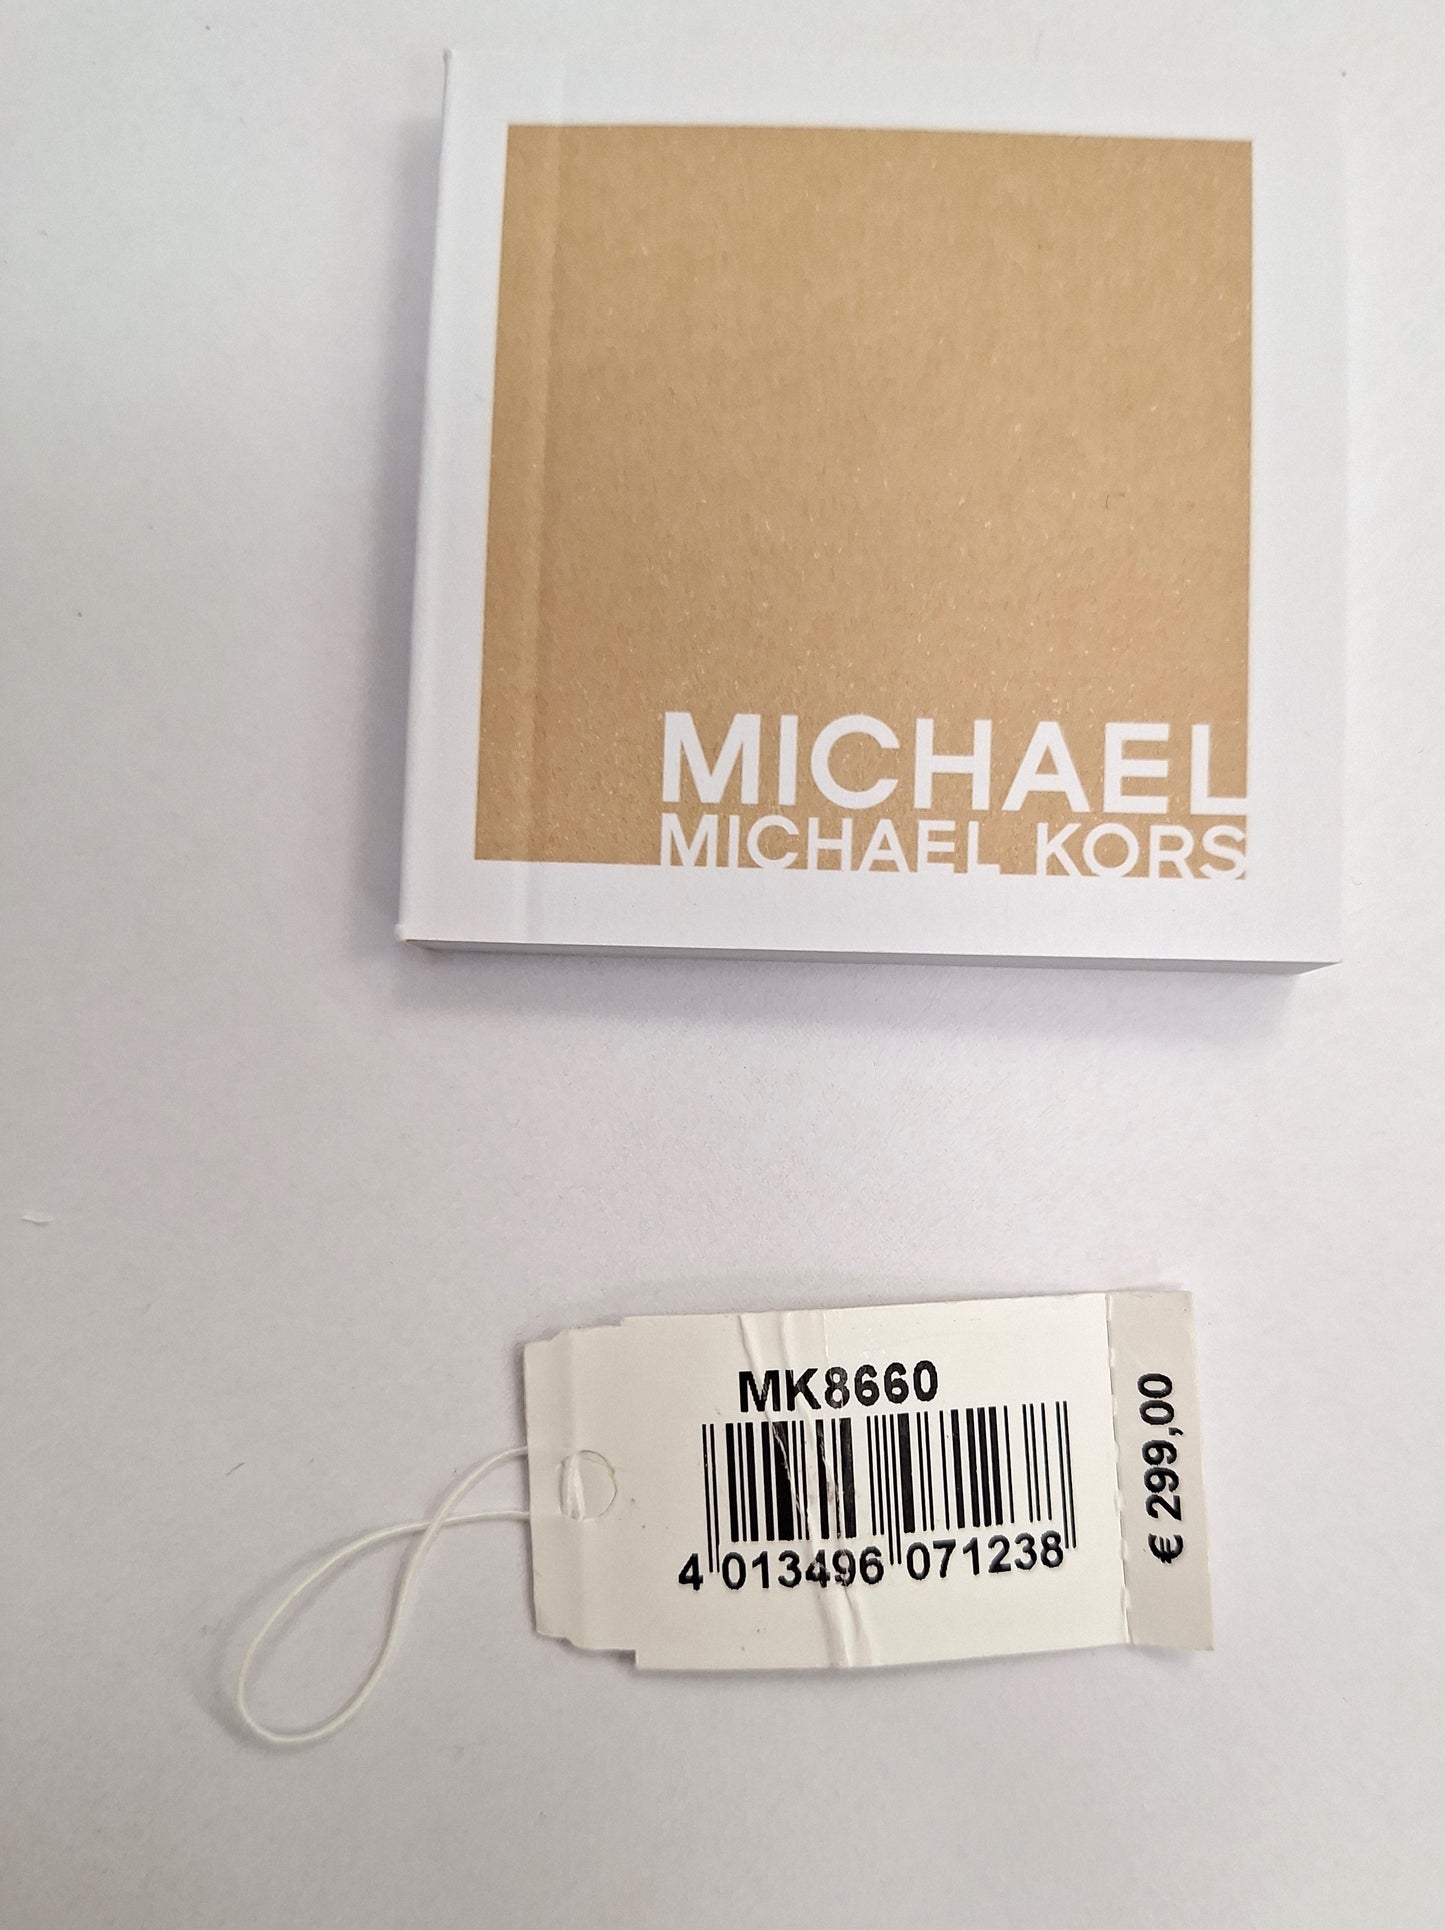 MICHAEL
MICHAEL KORS
MK8660
4 013496 071238
€ 299,00